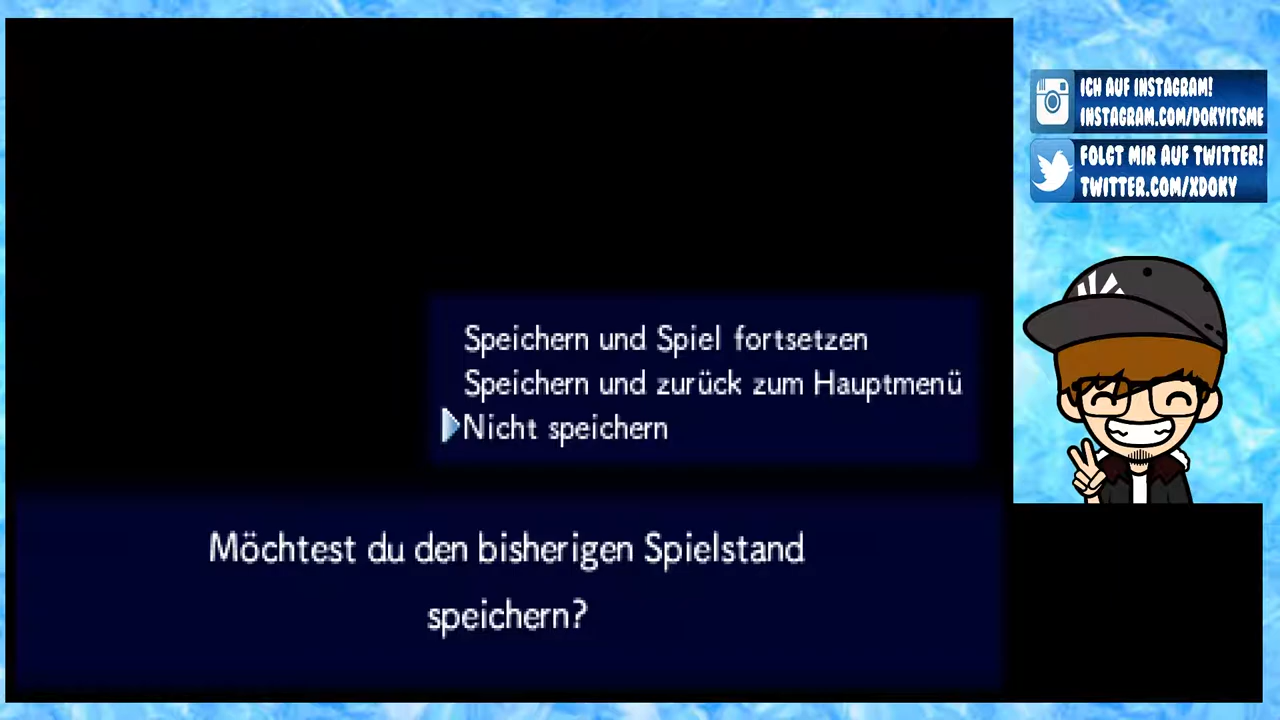 ICH AUF INSTAGRAM!
INSTAGRAM.COM/DOKYITSME
FOLGT MIR AUF TWITTER!
TWITTER.COM/XDOKY
Speichern und Spiel fortsetzen
Speichern und zurück zum Hauptmenü
Nicht speichern
Möchtest du den bisherigen Spielstand
speichern?